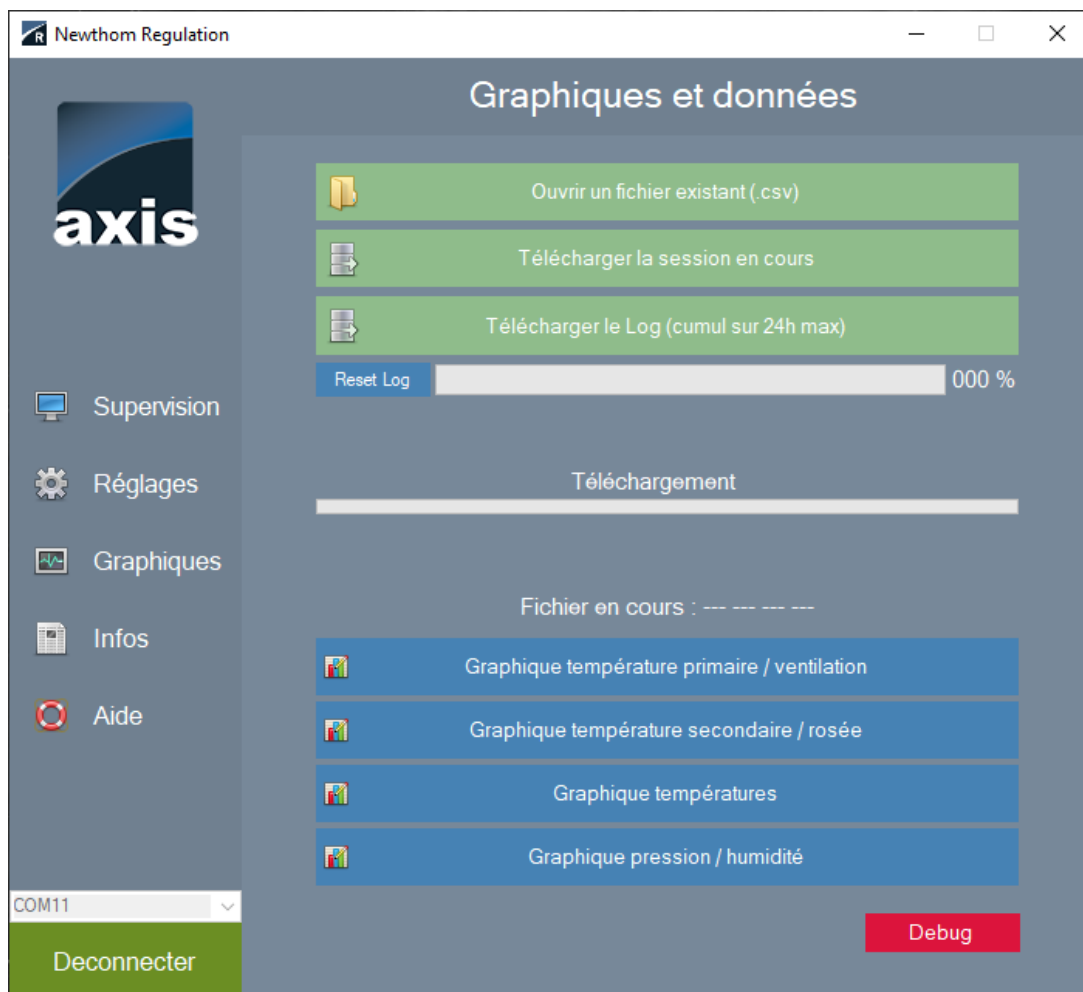 Newthom Regulation
axis
Graphiques et données
Ouvrir un fichier existant (.csv)
Télécharger la session en cours
Télécharger le Log (cumul sur 24h max)
Reset Log
000 %
Téléchargement
Fichier en cours : --- --- --- ---
Graphique température primaire / ventilation
Graphique température secondaire / rosée
Graphique températures
Graphique pression / humidité
Debug
Supervision
Réglages
Graphiques
Infos
Aide
COM11
Deconnecter